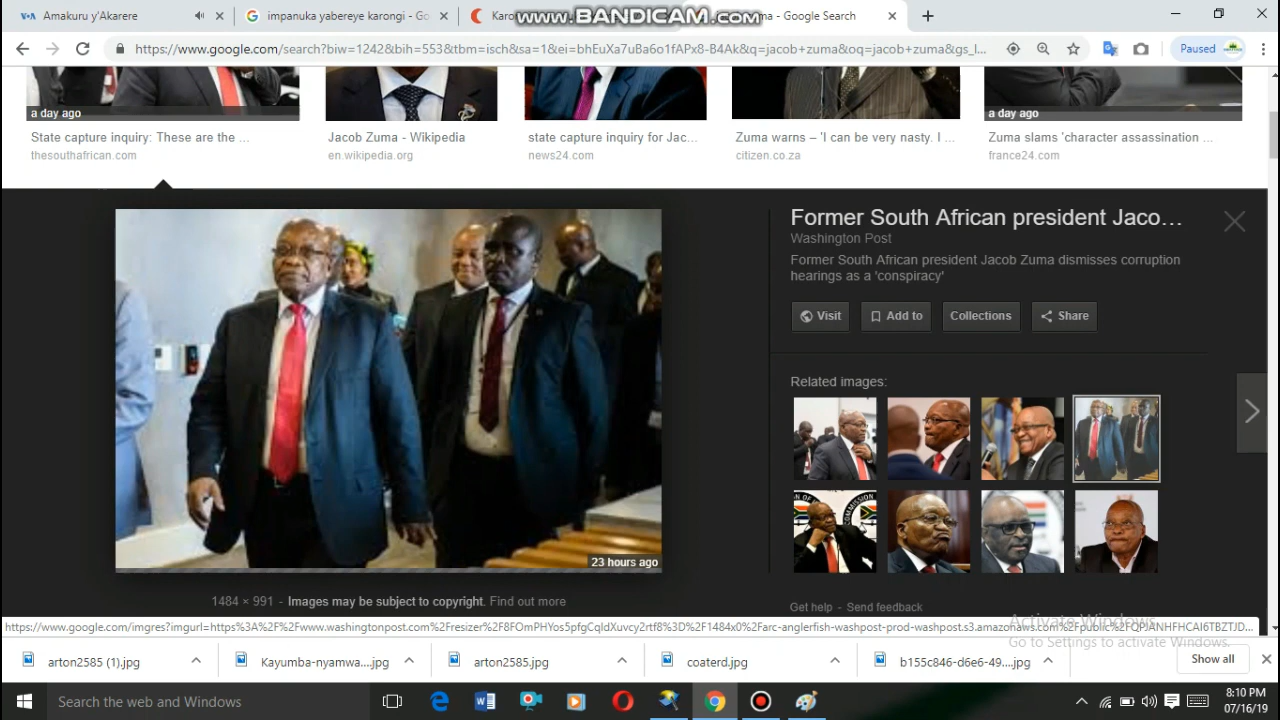 Amakuru y'Akarere
impanuka yabereye karongi - Go
www.BANDICAM.com
- Google Search
https://www.google.com/search?biw=1242&bih=553&tbm=isch&sa=1&ei=bhEuXa7uBa6o1fAPx8-B4Ak&q=jacob+zuma&oq=jacob+zuma&gs_l...
Paused
a day ago
a day ago
State capture inquiry: These are the ...
Jacob Zuma - Wikipedia
state capture inquiry for Jac...
Zuma warns – 'I can be very nasty. I ...
Zuma slams 'character assassination ...
thesouthafrican.com
en.wikipedia.org
news24.com
citizen.co.za
france24.com
Former South African president Jaco...
Washington Post
Former South African president Jacob Zuma dismisses corruption
hearings as a 'conspiracy'
Visit
Add to
Collections
Share
Related images:
23 hours ago
1484 × 991 - Images may be subject to copyright. Find out more
Get help - Send feedback
Activate Windows
Go to Settings to activate Windows.
arton2585 (1).jpg
Kayumba-nyamwa....jpg
arton2585.jpg
coaterd.jpg
b155c846-d6e6-49....jpg
Show all
Search the web and Windows
8:10 PM
07/16/19